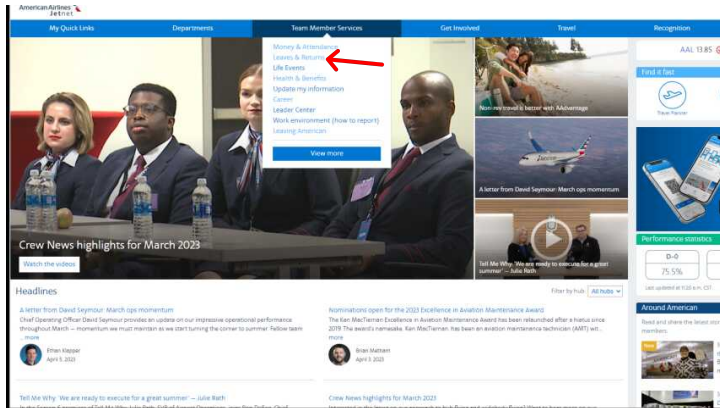 American Airlines
Jetnet
My Quick Links
Departments
Team Member Services
Get Involved
Travel
Recognition
Money & Attendance
Leaves & Returns
Life Events
Health & Benefits
Update my information
Career
Leader Center
Work environment (how to report)
Leaving American
View more
Crew News highlights for March 2023
Watch the videos
Non-rev travel is better with AAdvantage
A letter from David Seymour: March ops momentum
Tell Me Why: 'We are ready to execute for a great
summer' — Julie Rath
AAL 13.85
Find it fast
Travel Planner
Performance statistics
D-0
75.5%
Last updated at 11:26 a.m. CST
Around American
Read and share the latest stor
members.
New
Headlines
Filter by hub: All hubs
A letter from David Seymour: March ops momentum
Chief Operating Officer David Seymour provides an update on our impressive operational performance
throughout March — momentum we must maintain as we start turning the corner to summer. Fellow team
... more
Ethan Klapper
April 5, 2023
Nominations open for the 2023 Excellence in Aviation Maintenance Award
The Ken MacTiernan Excellence in Aviation Maintenance Award has been relaunched after a hiatus since
2019. The award's namesake, Ken MacTiernan, has been an aviation maintenance technician (AMT) wit...
more
Brian Metham
April 3, 2023
Tell Me Why: 'We are ready to execute for a great summer' — Julie Rath
Crew News highlights for March 2023